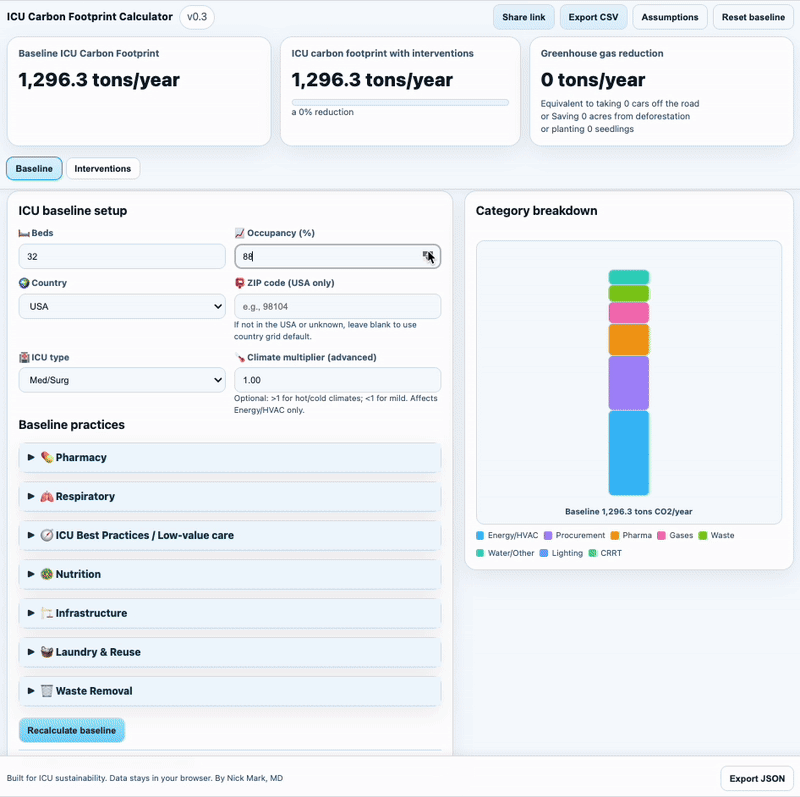 ICU Carbon Footprint Calculator v0.3 Share link Export CSV Assumptions Reset baseline
Baseline ICU Carbon Footprint
1,296.3 tons/year
ICU carbon footprint with interventions
1,296.3 tons/year
a 0% reduction
Greenhouse gas reduction
0 tons/year
Equivalent to taking 0 cars off the road
or Saving 0 acres from deforestation
or planting 0 seedlings
Baseline Interventions
ICU baseline setup
Beds
32
Occupancy (%)
88
Country
USA
ZIP code (USA only)
e.g., 98104
If not in the USA or unknown, leave blank to use
country grid default.
ICU type
Med/Surg
Climate multiplier (advanced)
1.00
Optional: >1 for hot/cold climates; <1 for mild. Affects
Energy/HVAC only.
Baseline practices
Pharmacy
Respiratory
ICU Best Practices / Low-value care
Nutrition
Infrastructure
Laundry & Reuse
Waste Removal
Recalculate baseline
Category breakdown
Baseline 1,296.3 tons CO2/year
Energy/HVAC Procurement Pharma Gases Waste
Water/Other Lighting CRRT
Built for ICU sustainability. Data stays in your browser. By Nick Mark, MD
Export JSON